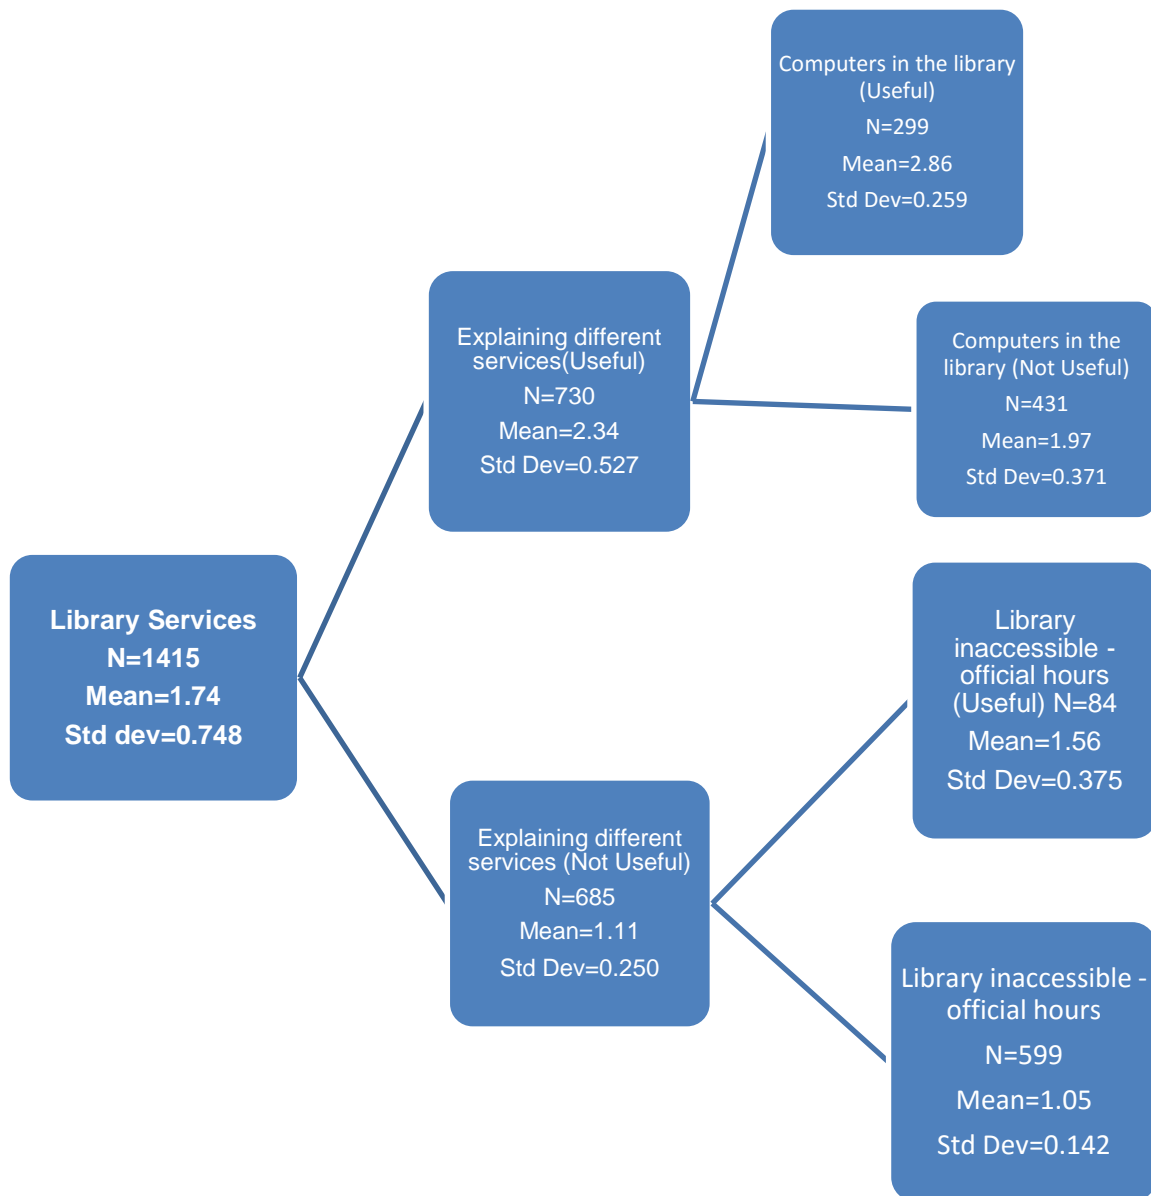 Computers in the library
(Useful)
N=299
Mean=2.86
Std Dev=0.259
Explaining different
services(Useful)
N=730
Mean=2.34
Std Dev=0.527
Computers in the
library (Not Useful)
N=431
Mean=1.97
Std Dev=0.371
Library Services
N=1415
Mean=1.74
Std dev=0.748
Library
inaccessible -
official hours
(Useful) N=84
Mean=1.56
Std Dev=0.375
Explaining different
services (Not Useful)
N=685
Mean=1.11
Std Dev=0.250
Library inaccessible -
official hours
N=599
Mean=1.05
Std Dev=0.142